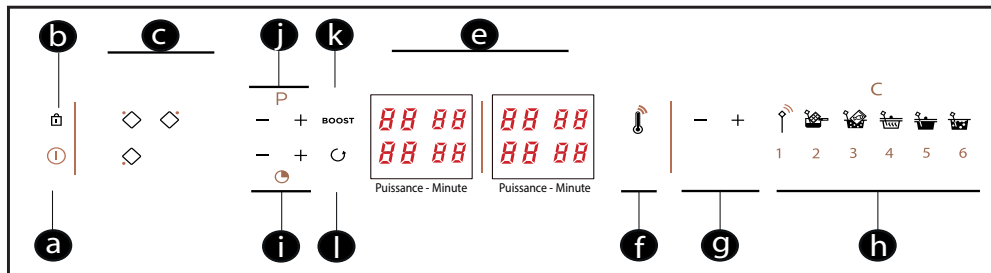 b c j k e
P C
- + BOOST 88 88 88 88 - +
- + 88 88 88 88 1 2 3 4 5 6
Puissance - Minute Puissance - Minute
a i l f g h